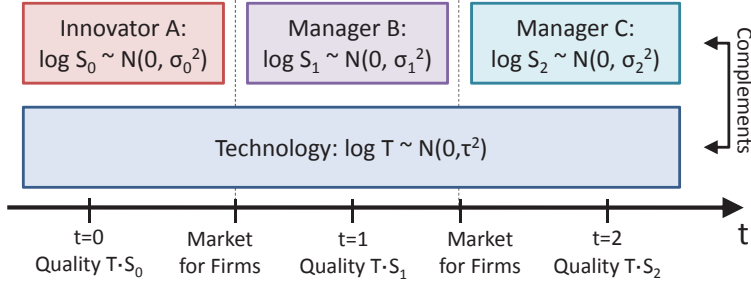 Innovator A:
log S₀ ~ N(0, σ₀²)
Manager B:
log S₁ ~ N(0, σ₁²)
Manager C:
log S₂ ~ N(0, σ₂²)
Complements
Technology: log T ~ N(0,τ²)
t
t=0
Quality T·S₀
Market
for Firms
t=1
Quality T·S₁
Market
for Firms
t=2
Quality T·S₂